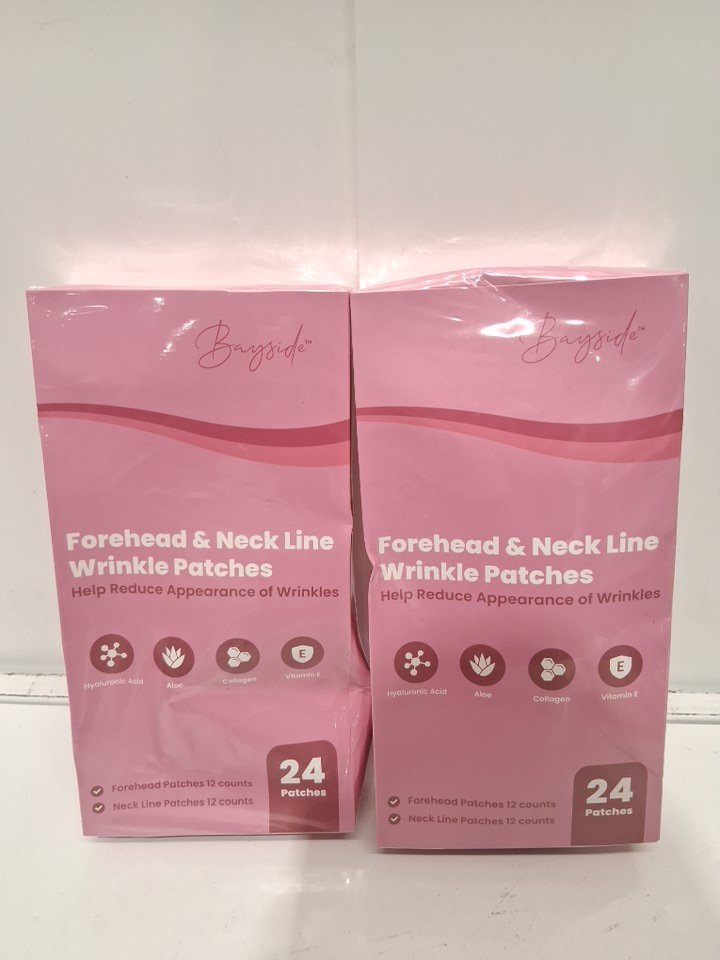 Bayside™
Forehead & Neck Line
Wrinkle Patches
Help Reduce Appearance of Wrinkles
Hyaluronic Acid
Aloe
Collagen
E
Vitamin E
Forehead Patches 12 counts
Neck Line Patches 12 counts
24
Patches
Bayside™
Forehead & Neck Line
Wrinkle Patches
Help Reduce Appearance of Wrinkles
Hyaluronic Acid
Aloe
Collagen
E
Vitamin E
Forehead Patches 12 counts
Neck Line Patches 12 counts
24
Patches